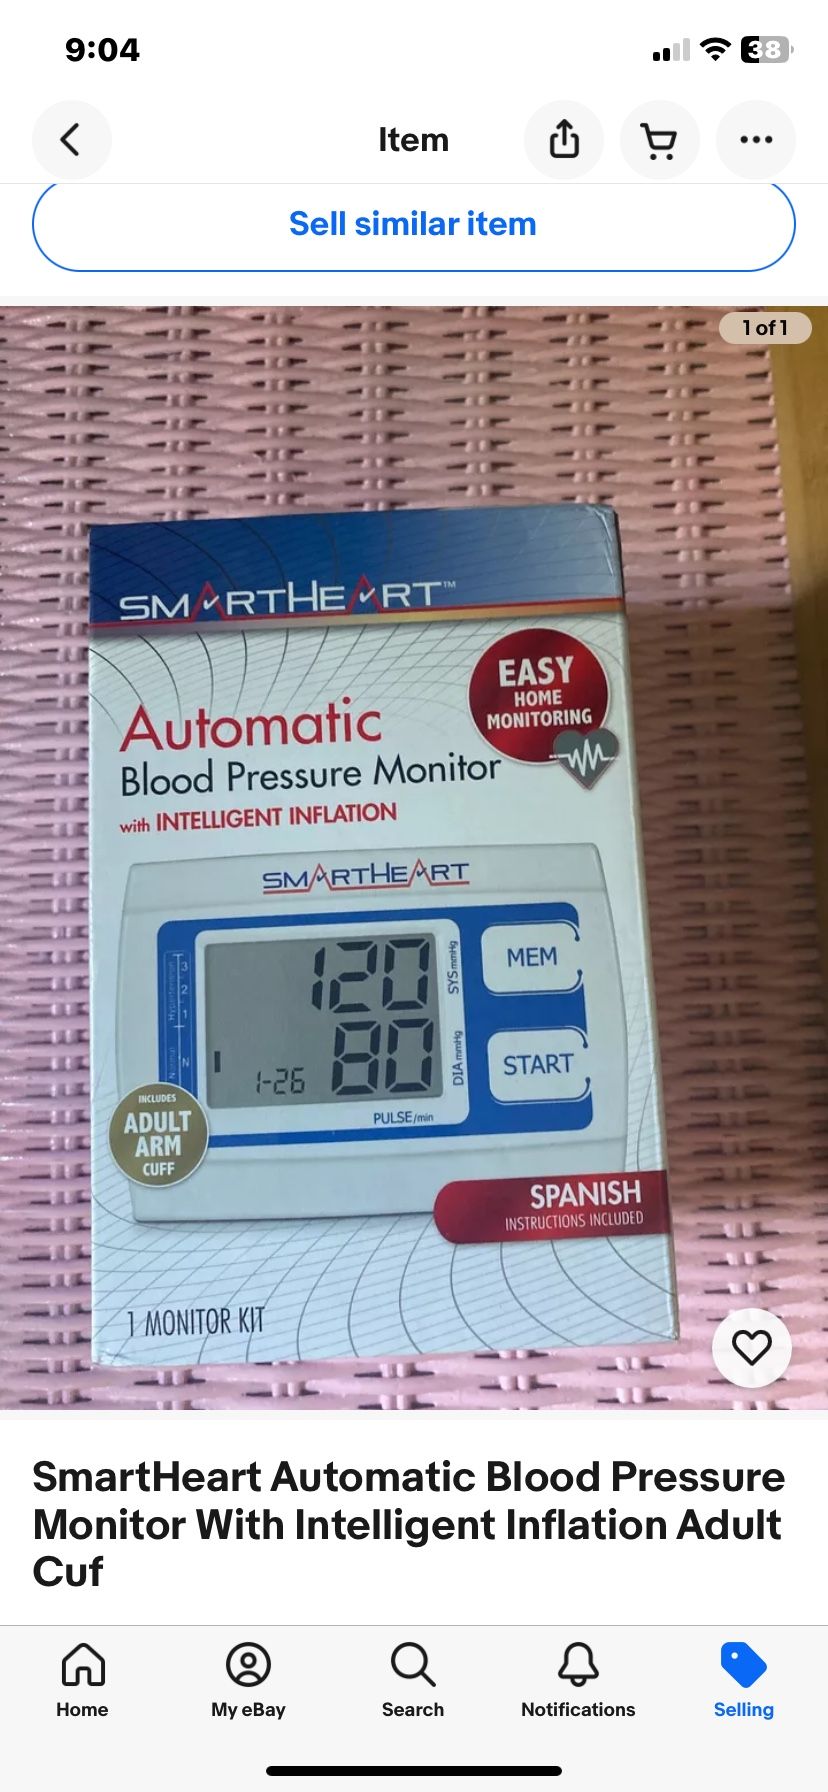 9:04
38
Item
Sell similar item
1 of 1
SMARTHEART™
EASY
HOME
MONITORING
Automatic
Blood Pressure Monitor
with INTELLIGENT INFLATION
SMARTHEART
120
SYS mmHg
MEM
3
2
1
N
80
DIA mmHg
START
1-26
PULSE/min
INCLUDES
ADULT
ARM
CUFF
SPANISH
INSTRUCTIONS INCLUDED
1 MONITOR KIT
SmartHeart Automatic Blood Pressure
Monitor With Intelligent Inflation Adult
Cuf
Home
My eBay
Search
Notifications
Selling